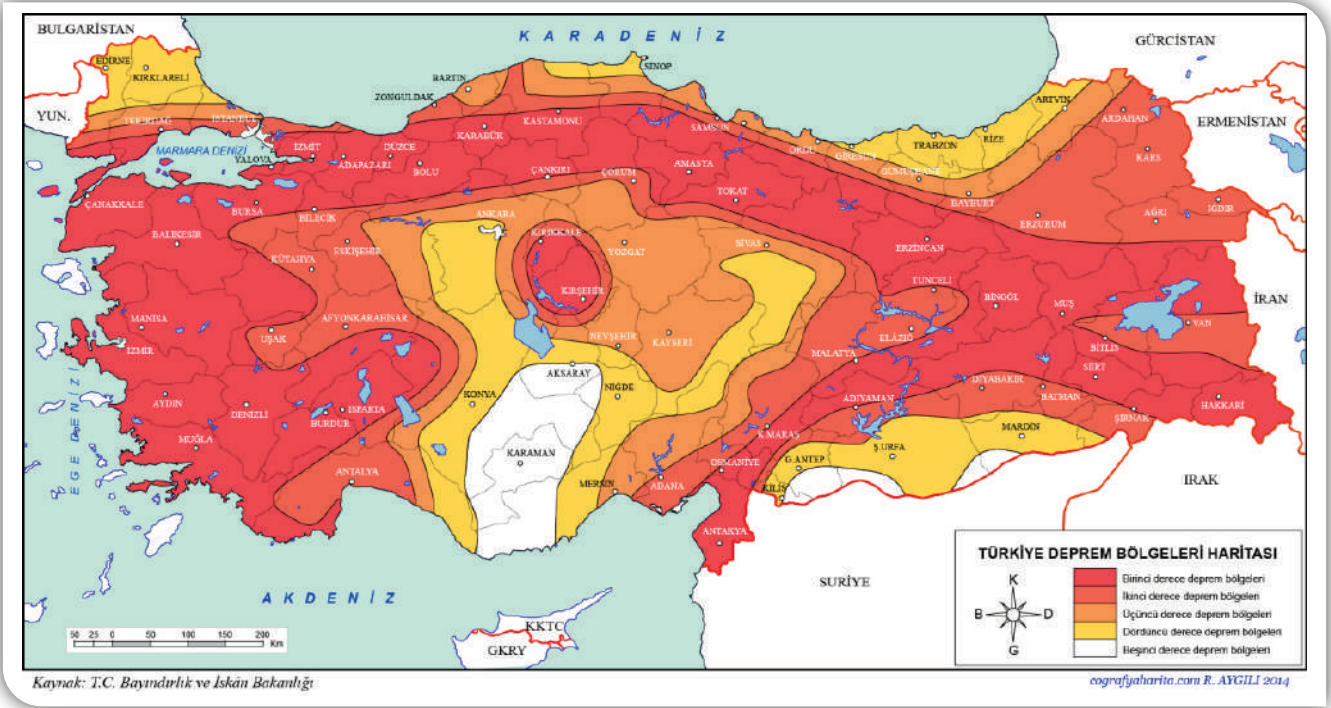 BULGARİSTAN
KARADENİZ
GÜRCİSTAN
EDİRNE
KIRKLARELİ
SİNOP
BARTIN
ZONGULDAK
ARTVİN
YUN.
TEKİRDAĞ
İSTANBUL
KASTAMONU
KARABÜK
SAMSUN
ARDAHAN
ERMENİSTAN
MARMARA DENİZİ
YALOVA
İZMİT
ADAPAZARI
DÜZCE
BOLU
ORDU
GİRESUN
TRABZON
RİZE
KARS
ÇANKIRI
ÇORUM
AMASYA
TOKAT
GÜMÜŞHANE
BAYBURT
ÇANAKKALE
BURSA
BİLECİK
ANKARA
ERZURUM
AĞRI
IĞDIR
BALIKESİR
ESKİŞEHİR
KÜTAHYA
KIRIKKALE
YOZGAT
SİVAS
ERZİNCAN
KIRŞEHİR
TUNCELİ
BİNGÖL
MUŞ
İRAN
MANİSA
UŞAK
AFYONKARAHİSAR
NEVŞEHİR
KAYSERİ
ELÂZIĞ
VAN
İZMİR
MALATYA
BİTLİS
AKSARAY
NİĞDE
SİİRT
EGE DENİZİ
AYDIN
DENİZLİ
ISPARTA
BURDUR
KONYA
ADIYAMAN
DİYABAKIR
BATMAN
ŞIRNAK
HAKKARİ
MUĞLA
KARAMAN
K.MARAŞ
MARDİN
ANTALYA
MERSİN
ADANA
OSMANİYE
G.ANTEP
Ş.URFA
KİLİS
IRAK
ANTAKYA
SURİYE
AKDENİZ
KKTC
GKRY
50 25 0 50 100 150 200
Km
TÜRKİYE DEPREM BÖLGELERİ HARİTASI
K
B D
G
Birinci derece deprem bölgeleri
İkinci derece deprem bölgeleri
Üçüncü derece deprem bölgeleri
Dördüncü derece deprem bölgeleri
Beşinci derece deprem bölgeleri
Kaynak: T.C. Bayındırlık ve İskân Bakanlığı
cografyaharita.com R. AYGILI 2014